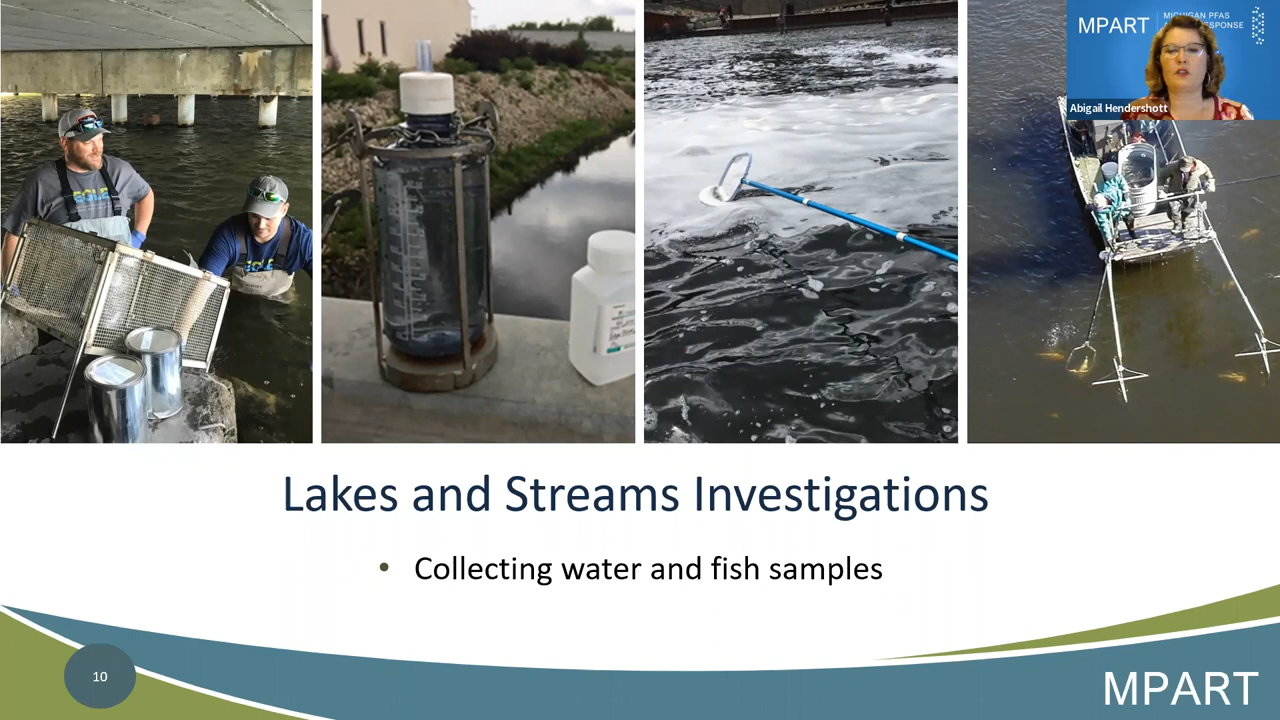 MPART
MICHIGAN PFAS
RESPONSE
Abigail Hendershott
Lakes and Streams Investigations
• Collecting water and fish samples
10
MPART